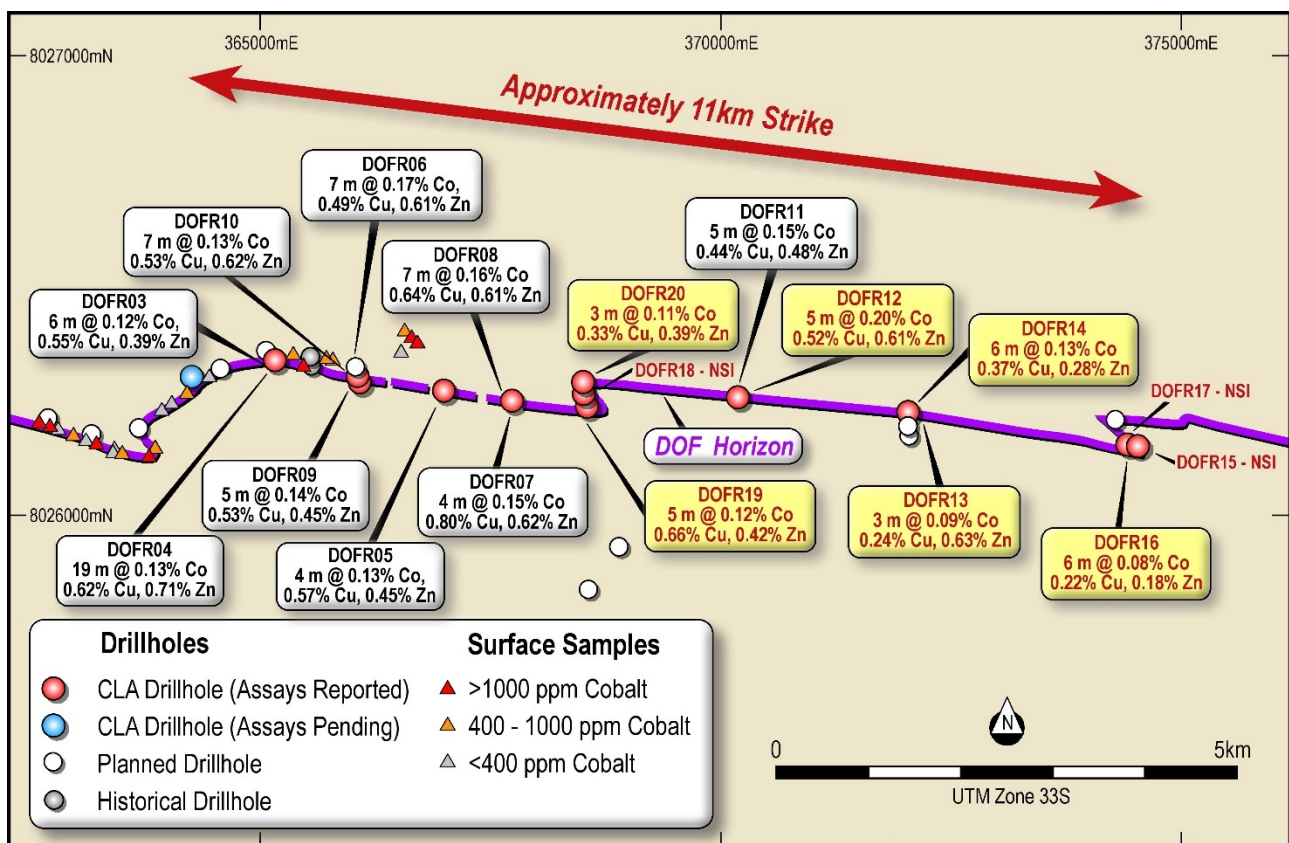 365000mE
370000mE
375000mE
8027000mN
Approximately 11km Strike
DOFR06
7 m @ 0.17% Co,
0.49% Cu, 0.61% Zn
DOFR10
7 m @ 0.13% Co
0.53% Cu, 0.62% Zn
DOFR11
5 m @ 0.15% Co
0.44% Cu, 0.48% Zn
DOFR08
7 m @ 0.16% Co
0.64% Cu, 0.61% Zn
DOFR03
6 m @ 0.12% Co,
0.55% Cu, 0.39% Zn
DOFR20
3 m @ 0.11% Co
0.33% Cu, 0.39% Zn
DOFR12
5 m @ 0.20% Co
0.52% Cu, 0.61% Zn
DOFR14
6 m @ 0.13% Co
0.37% Cu, 0.28% Zn
DOFR18 - NSI
DOFR17 - NSI
DOF Horizon
DOFR15 - NSI
DOFR09
5 m @ 0.14% Co
0.53% Cu, 0.45% Zn
DOFR07
4 m @ 0.15% Co
0.80% Cu, 0.62% Zn
DOFR19
5 m @ 0.12% Co
0.66% Cu, 0.42% Zn
DOFR13
3 m @ 0.09% Co
0.24% Cu, 0.63% Zn
8026000mN
DOFR04
19 m @ 0.13% Co
0.62% Cu, 0.71% Zn
DOFR05
4 m @ 0.13% Co,
0.57% Cu, 0.45% Zn
DOFR16
6 m @ 0.08% Co
0.22% Cu, 0.18% Zn
Drillholes
CLA Drillhole (Assays Reported)
CLA Drillhole (Assays Pending)
Planned Drillhole
Historical Drillhole
Surface Samples
>1000 ppm Cobalt
400 - 1000 ppm Cobalt
<400 ppm Cobalt
N
0
5km
UTM Zone 33S